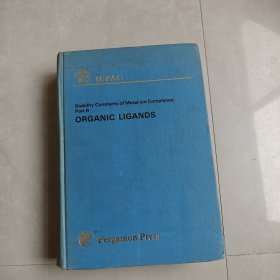 IUPAC
Stability Constants of Metal-Ion Complexes
Part B
ORGANIC LIGANDS
Pergamon Press